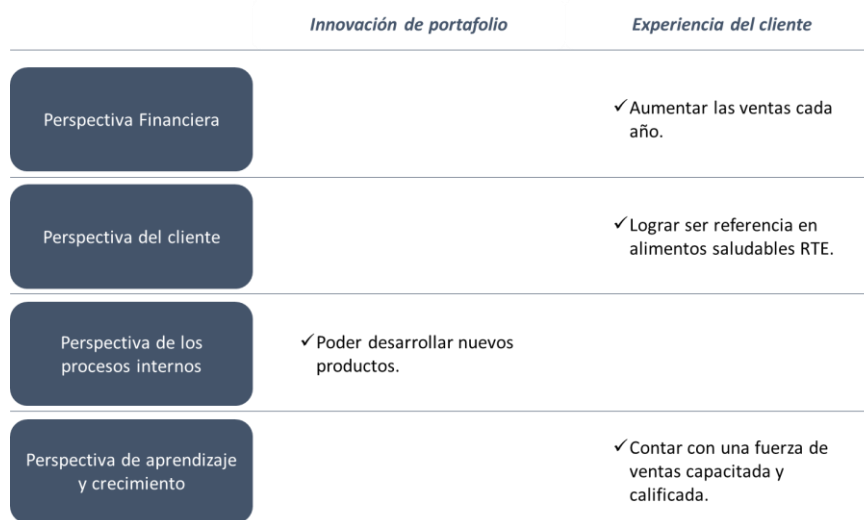 Innovación de portafolio
Experiencia del cliente
Perspectiva Financiera
✓Aumentar las ventas cada
año.
Perspectiva del cliente
✓Lograr ser referencia en
alimentos saludables RTE.
Perspectiva de los
procesos internos
✓Poder desarrollar nuevos
productos.
Perspectiva de aprendizaje
y crecimiento
✓Contar con una fuerza de
ventas capacitada y
calificada.